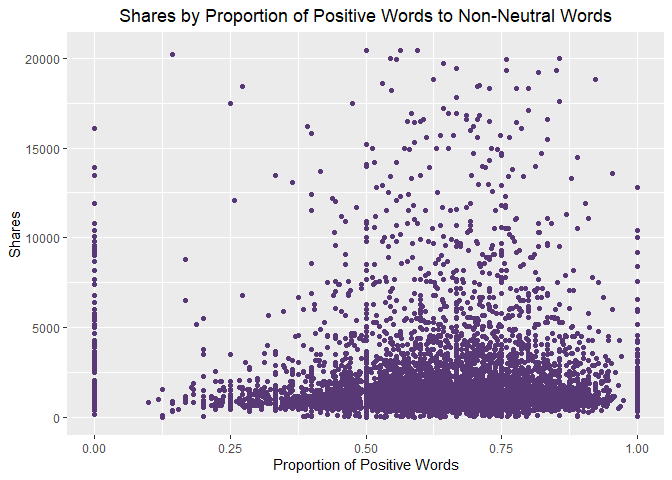 Shares by Proportion of Positive Words to Non-Neutral Words
20000
15000
10000
5000
0
Shares
0.00 0.25 0.50 0.75 1.00
Proportion of Positive Words